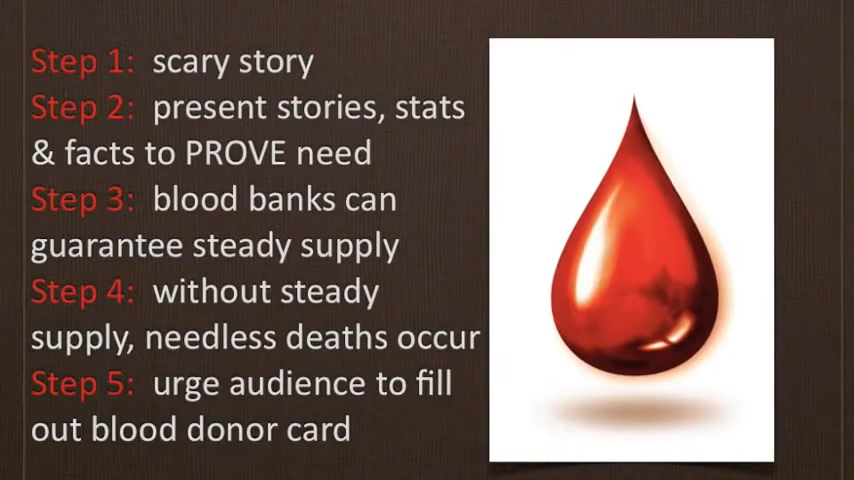 Step 1: scary story
Step 2: present stories, stats
& facts to PROVE need
Step 3: blood banks can
guarantee steady supply
Step 4: without steady
supply, needless deaths occur
Step 5: urge audience to fill
out blood donor card